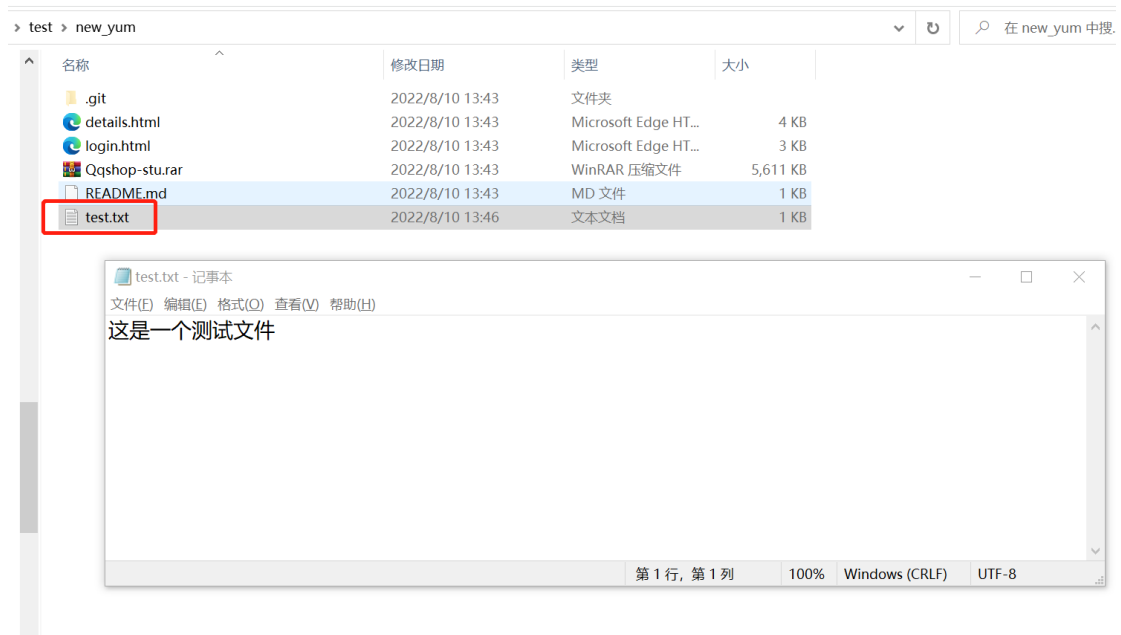 test new_yum 在 new_yum 中搜.
名称 修改日期 类型 大小
.git 2022/8/10 13:43 文件夹
details.html 2022/8/10 13:43 Microsoft Edge HT... 4 KB
login.html 2022/8/10 13:43 Microsoft Edge HT... 3 KB
Qqshop-stu.rar 2022/8/10 13:43 WinRAR 压缩文件 5,611 KB
README.md 2022/8/10 13:43 MD 文件 1 KB
test.txt 2022/8/10 13:46 文本文档 1 KB
test.txt - 记事本
文件(F) 编辑(E) 格式(O) 查看(V) 帮助(H)
这是一个测试文件
第 1 行，第 1 列 100% Windows (CRLF) UTF-8